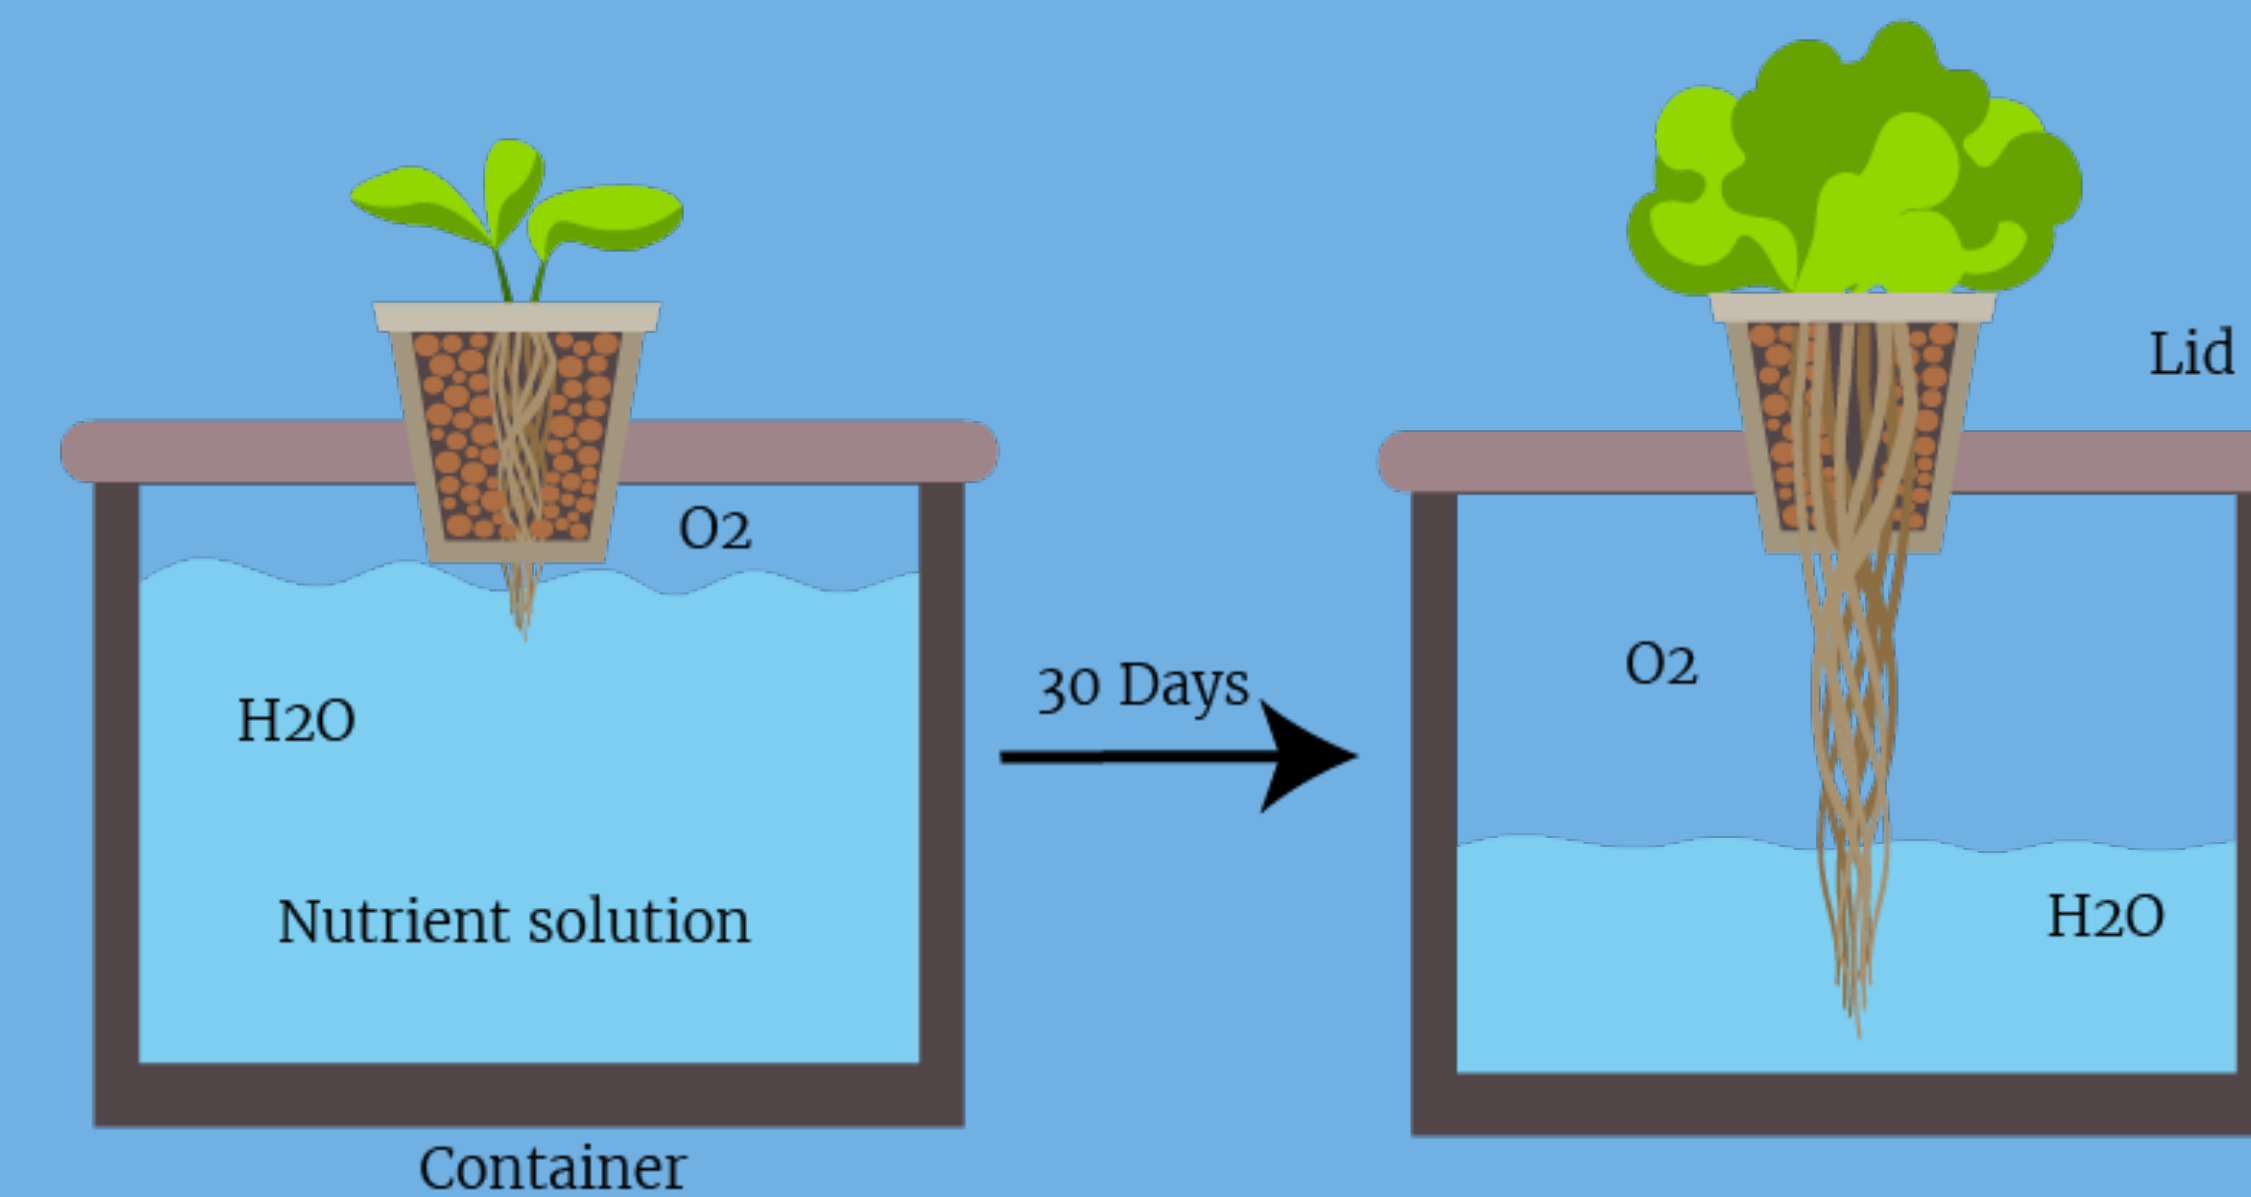 O2
H2O
Nutrient solution
Container
30 Days
Lid
O2
H2O